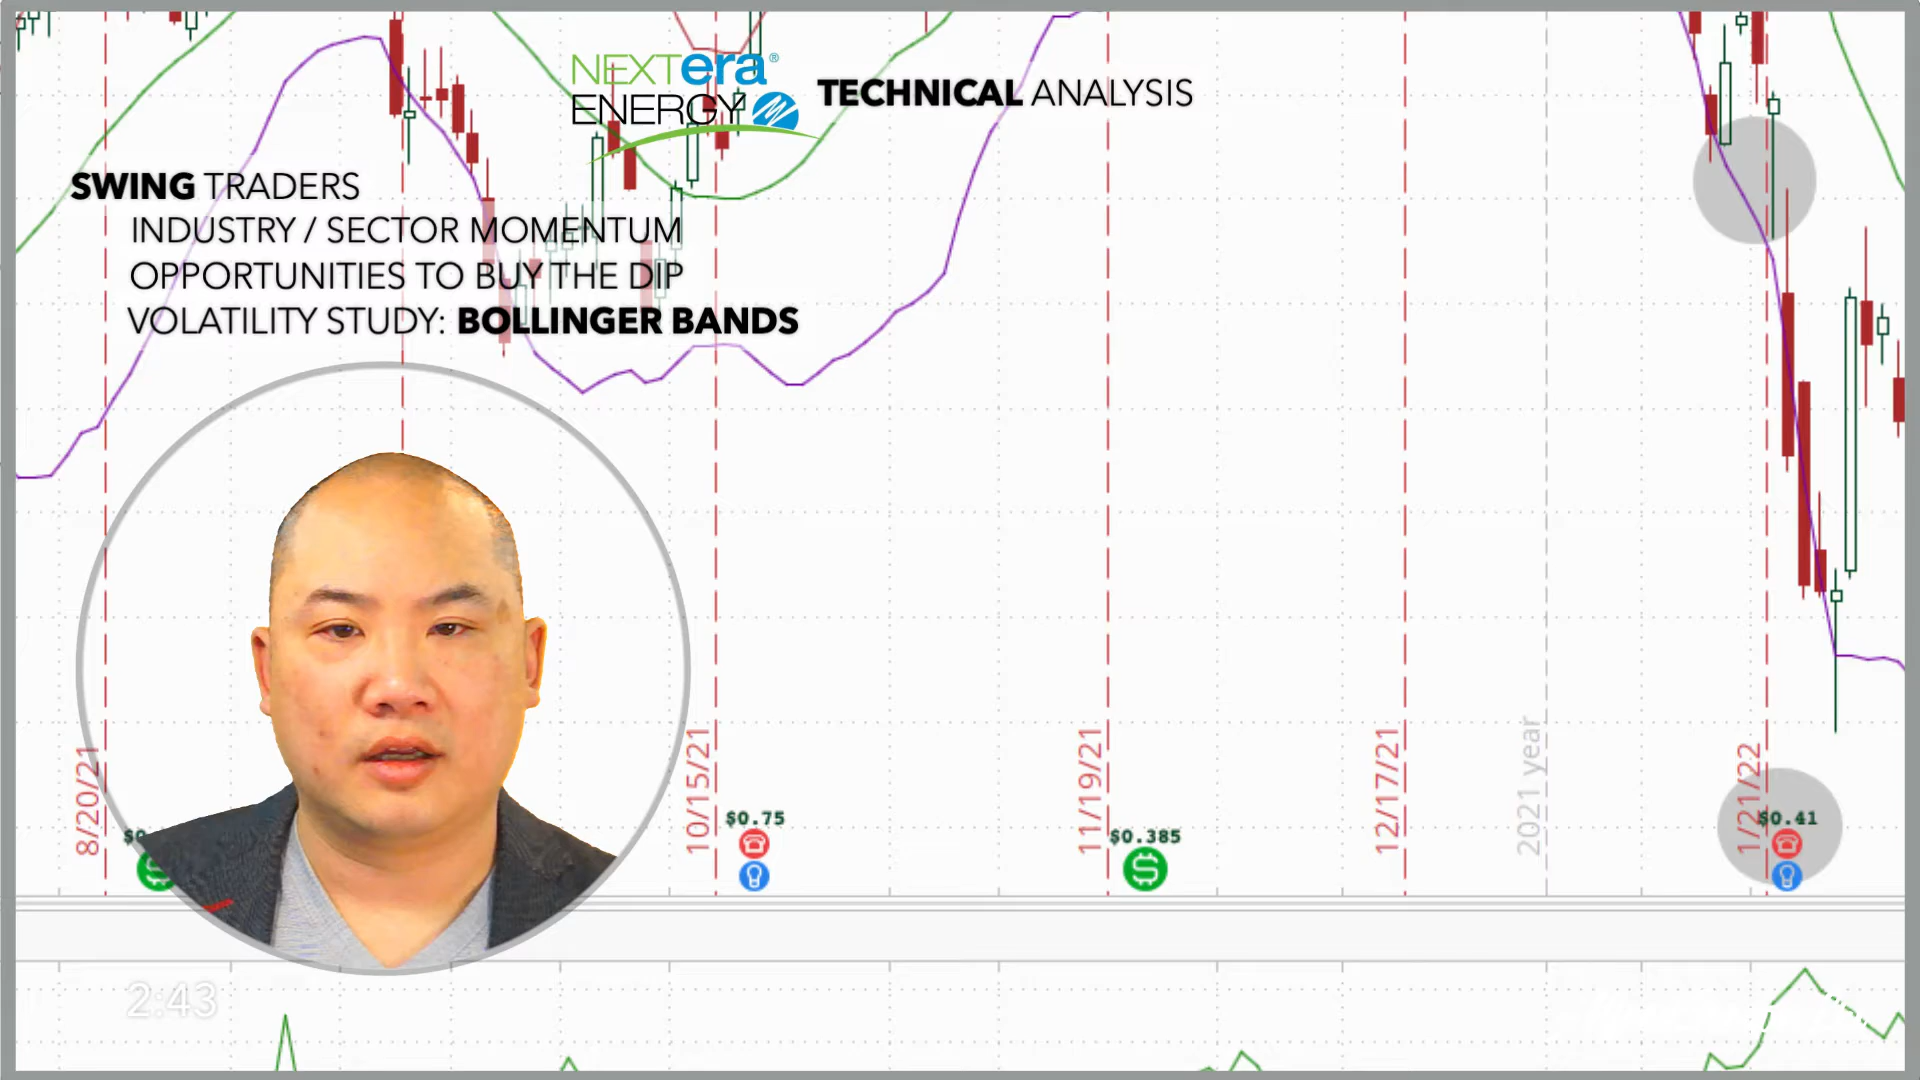 NEXTera®
ENERGY
TECHNICAL ANALYSIS
SWING TRADERS
INDUSTRY / SECTOR MOMENTUM
OPPORTUNITIES TO BUY THE DIP
VOLATILITY STUDY: BOLLINGER BANDS
8/20/21
10/15/21
11/19/21
12/17/21
2021 year
1/21/22
$0.75
$0.385
$0.41
2:43